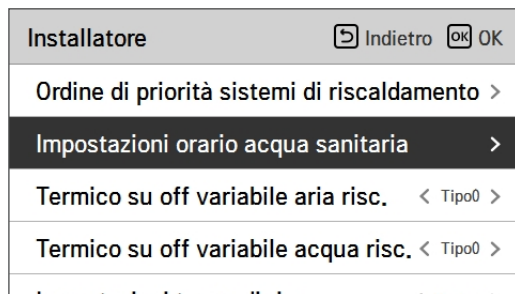 Installatore Indietro OK OK
Ordine di priorità sistemi di riscaldamento >
Impostazioni orario acqua sanitaria >
Termico su off variabile aria risc. < Tipo0 >
Termico su off variabile acqua risc. < Tipo0 >